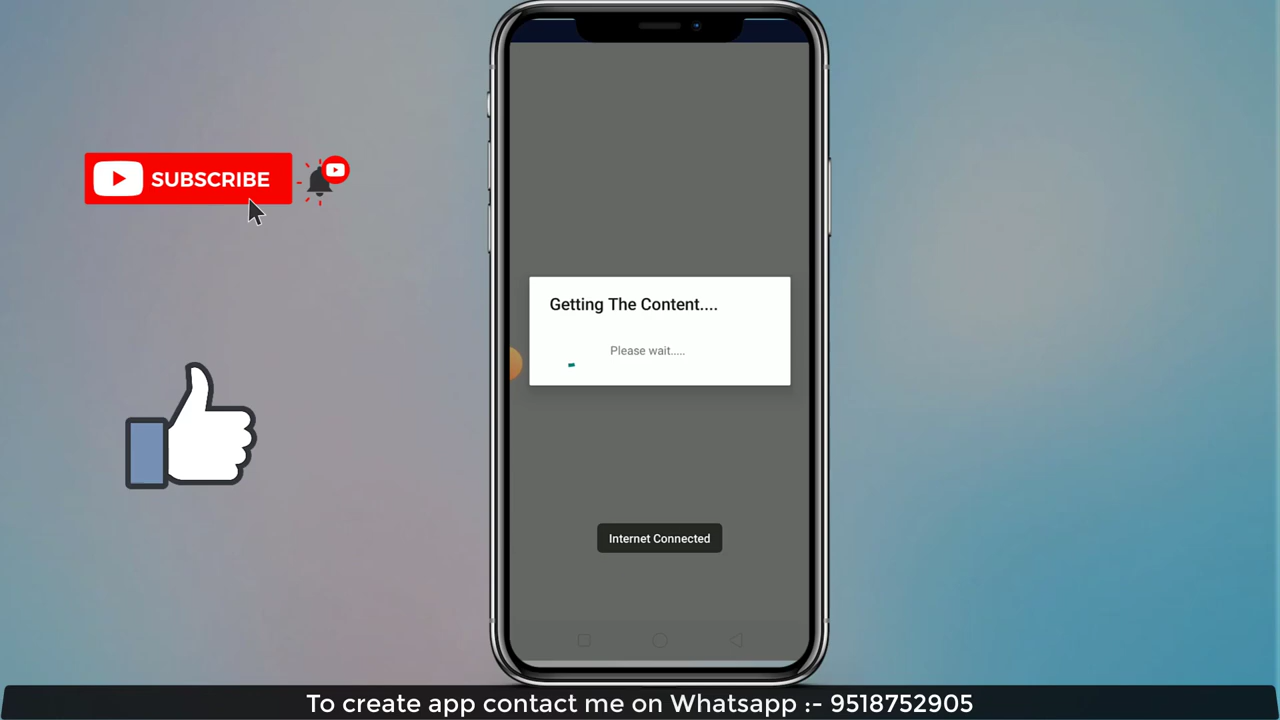 SUBSCRIBE
Getting The Content....
Please wait.....
Internet Connected
To create app contact me on Whatsapp :- 9518752905